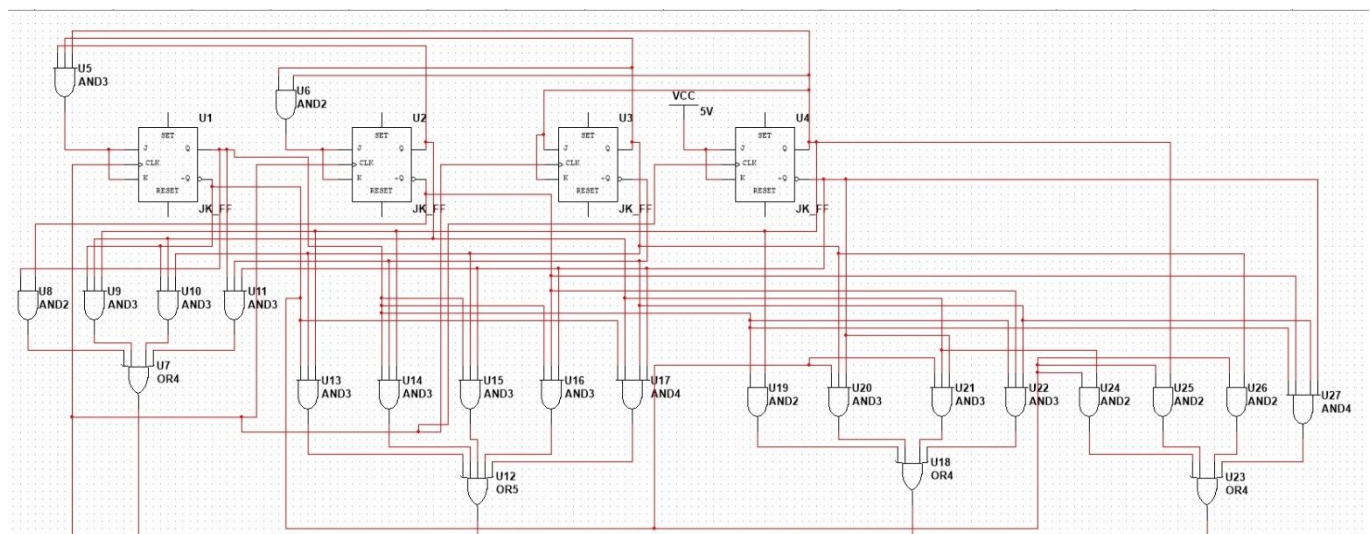 U5
AND3
U6
AND2
VCC
5V
U1
SET
J
Q
CLK
K
~Q
RESET
JK_FF
U2
SET
J
Q
CLK
K
~Q
RESET
JK_FF
U3
SET
J
Q
CLK
K
~Q
RESET
JK_FF
U4
SET
J
Q
CLK
K
~Q
RESET
JK_FF
U8
AND2
U9
AND3
U10
AND3
U11
AND3
U7
OR4
U13
AND3
U14
AND3
U15
AND3
U16
AND3
U17
AND4
U19
AND2
U20
AND3
U21
AND3
U22
AND3
U24
AND2
U25
AND2
U26
AND2
U27
AND4
U12
OR5
U18
OR4
U23
OR4